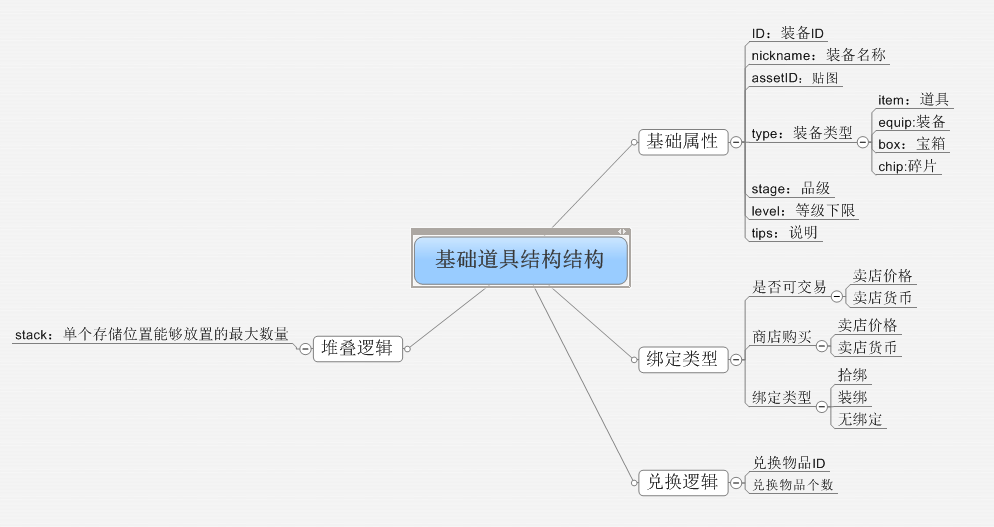 基础道具结构结构
基础属性
ID：装备ID
nickname：装备名称
assetID：贴图
type：装备类型
item：道具
equip:装备
box：宝箱
chip:碎片
stage：品级
level：等级下限
tips：说明
绑定类型
是否可交易
卖店价格
卖店货币
商店购买
卖店价格
卖店货币
绑定类型
拾绑
装绑
无绑定
兑换逻辑
兑换物品ID
兑换物品个数
堆叠逻辑
stack：单个存储位置能够放置的最大数量